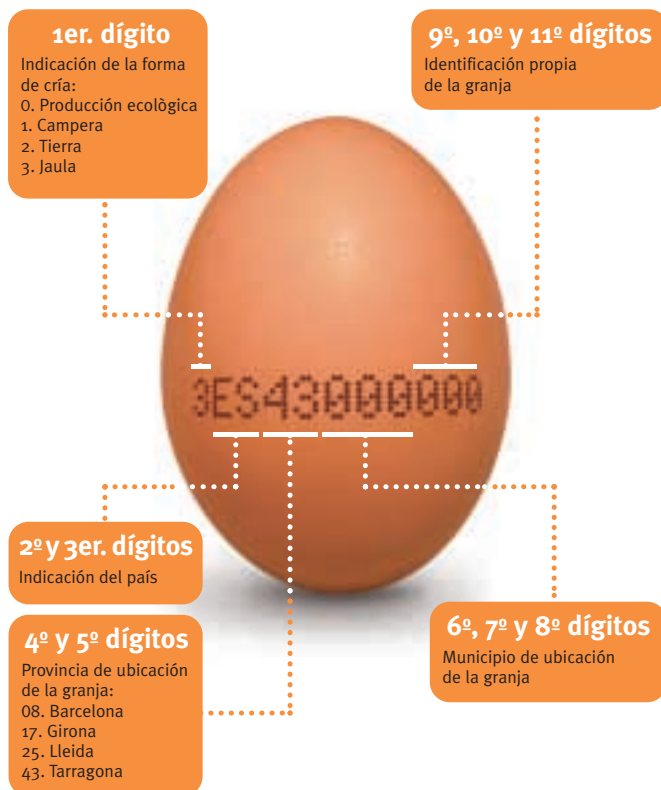 1er. dígito
Indicación de la forma
de cría:
0. Producción ecològica
1. Campera
2. Tierra
3. Jaula
9º, 10º y 11º dígitos
Identificación propia
de la granja
3ES43000000
2º y 3er. dígitos
Indicación del país
4º y 5º dígitos
Provincia de ubicación
de la granja:
08. Barcelona
17. Girona
25. Lleida
43. Tarragona
6º, 7º y 8º dígitos
Municipio de ubicación
de la granja